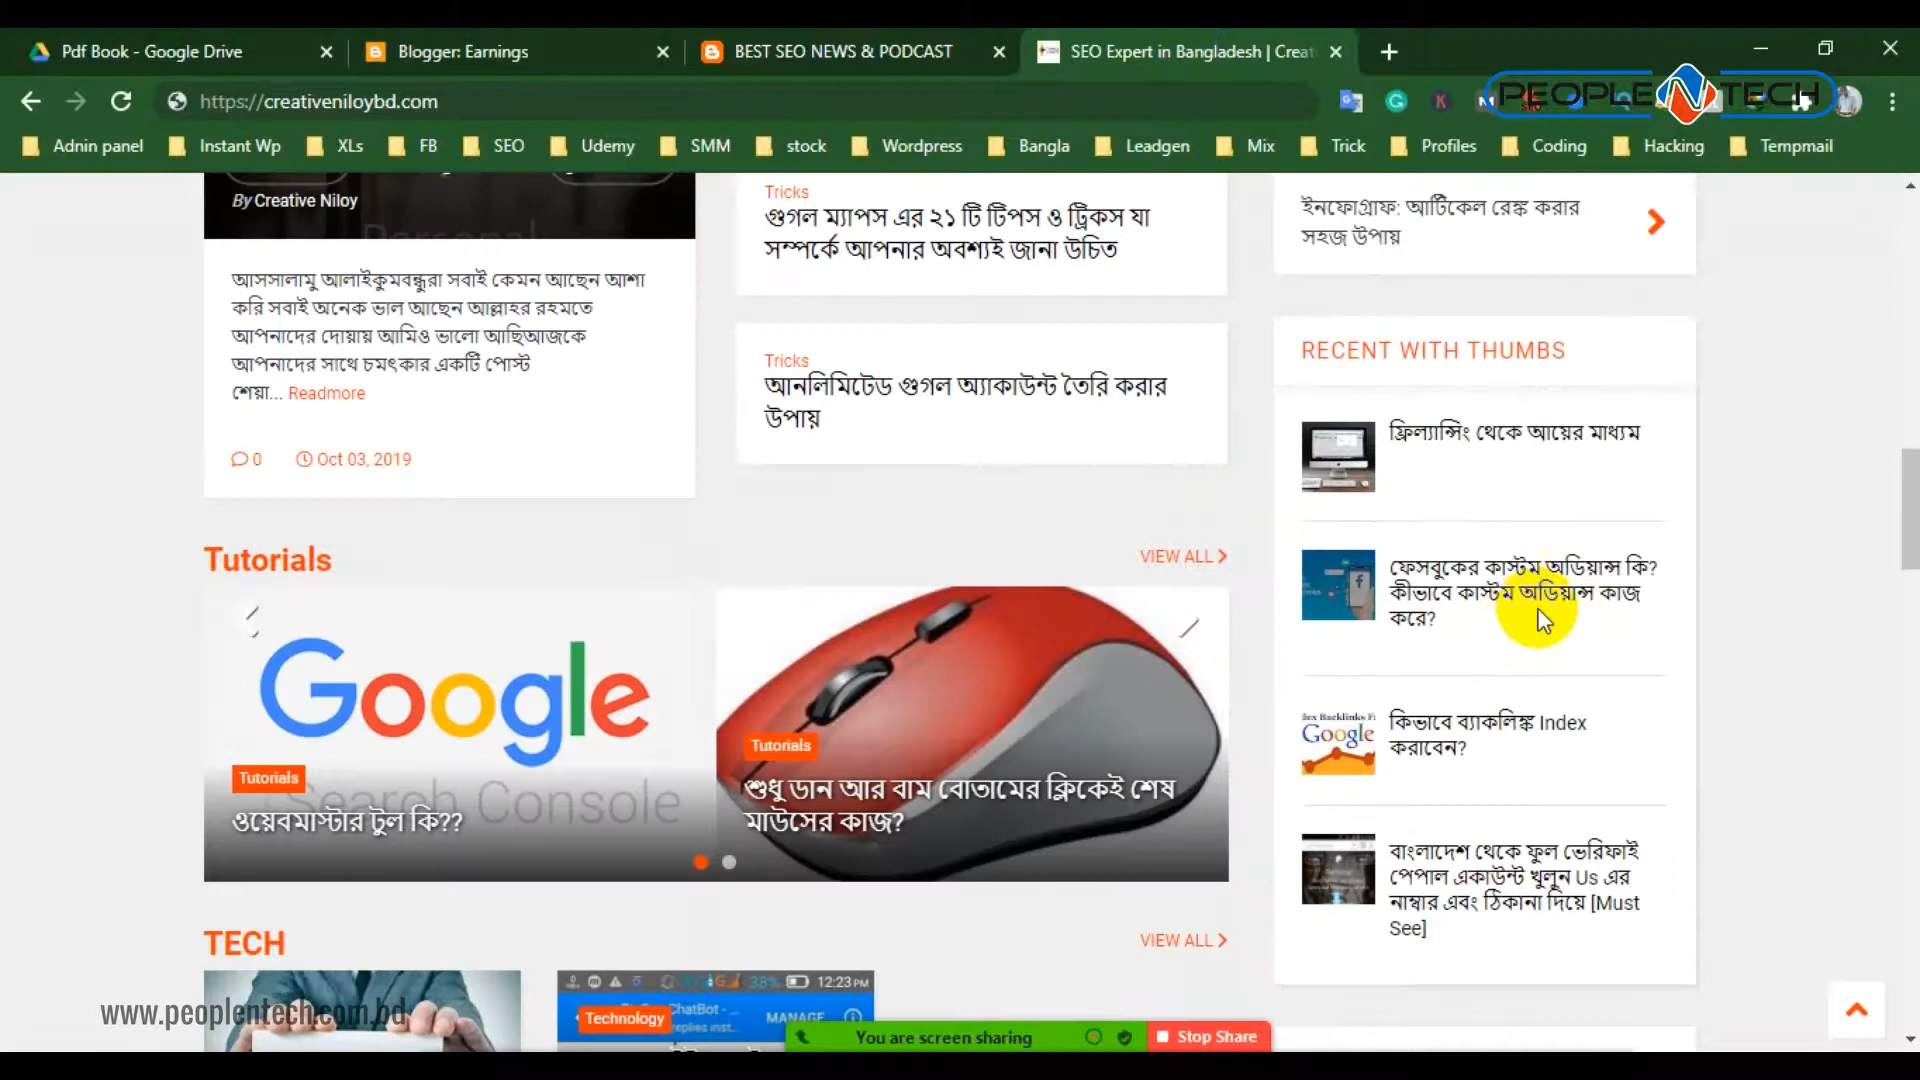 Pdf Book - Google Drive
Blogger: Earnings
BEST SEO NEWS & PODCAST
SEO Expert in Bangladesh | Creat
https://creativeniloybd.com
PEOPLE N TECH
Adnin panel
Instant Wp
XLs
FB
SEO
Udemy
SMM
stock
Wordpress
Bangla
Leadgen
Mix
Trick
Profiles
Coding
Hacking
Tempmail
By Creative Niloy
আসসালামু আলাইকুমবন্ধুরা সবাই কেমন আছেন আশা
করি সবাই অনেক ভাল আছেন আল্লাহর রহমতে
আপনাদের দোয়ায় আমিও ভালো আছিআজকে
আপনাদের সাথে চমৎকার একটি পোস্ট
শেয়া... Readmore
0
Oct 03, 2019
Tricks
গুগল ম্যাপস এর ২১ টি টিপস ও ট্রিকস যা
সম্পর্কে আপনার অবশ্যই জানা উচিত
Tricks
আনলিমিটেড গুগল অ্যাকাউন্ট তৈরি করার
উপায়
ইনফোগ্রাফ: আর্টিকেল রেঙ্ক করার
সহজ উপায়
RECENT WITH THUMBS
ফ্রিল্যান্সিং থেকে আয়ের মাধ্যম
ফেসবুকের কাস্টম অডিয়ান্স কি?
কীভাবে কাস্টম অডিয়ান্স কাজ
করে?
Google
কিভাবে ব্যাকলিঙ্ক Index
করাবেন?
বাংলাদেশ থেকে ফুল ভেরিফাই
পেপাল একাউন্ট খুলুন Us এর
নাম্বার এবং ঠিকানা দিয়ে [Must
See]
Tutorials
VIEW ALL
Google
Search Console
Tutorials
ওয়েবমাস্টার টুল কি??
Tutorials
শুধু ডান আর বাম বোতামের ক্লিকেই শেষ
মাউসের কাজ?
TECH
VIEW ALL
38%
12:23 PM
ChatBot -
MANAGE
Technology
www.peoplentech.com.bd
You are screen sharing
Stop Share